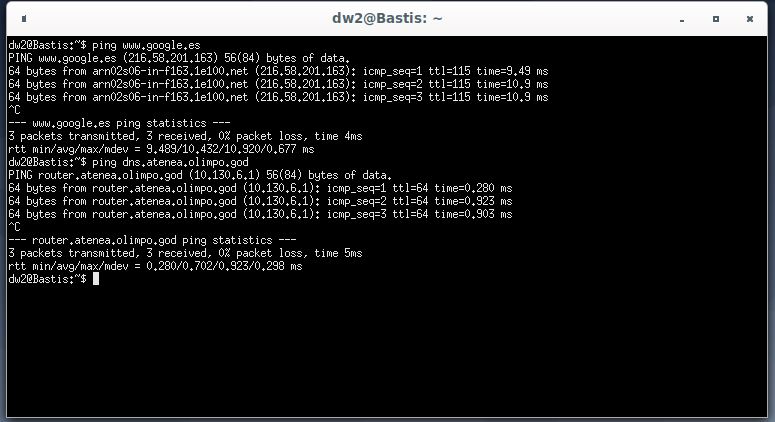 dw2@Bastis: ~
dw2@Bastis:~$ ping www.google.es
PING www.google.es (216.58.201.163) 56(84) bytes of data.
64 bytes from arn02s06-in-f163.1e100.net (216.58.201.163): icmp_seq=1 ttl=115 time=9.49 ms
64 bytes from arn02s06-in-f163.1e100.net (216.58.201.163): icmp_seq=2 ttl=115 time=10.9 ms
64 bytes from arn02s06-in-f163.1e100.net (216.58.201.163): icmp_seq=3 ttl=115 time=10.9 ms
^C
--- www.google.es ping statistics ---
3 packets transmitted, 3 received, 0% packet loss, time 4ms
rtt min/avg/max/mdev = 9.489/10.432/10.920/0.677 ms
dw2@Bastis:~$ ping dns.atenea.olimpo.god
PING router.atenea.olimpo.god (10.130.6.1) 56(84) bytes of data.
64 bytes from router.atenea.olimpo.god (10.130.6.1): icmp_seq=1 ttl=64 time=0.280 ms
64 bytes from router.atenea.olimpo.god (10.130.6.1): icmp_seq=2 ttl=64 time=0.923 ms
64 bytes from router.atenea.olimpo.god (10.130.6.1): icmp_seq=3 ttl=64 time=0.903 ms
^C
--- router.atenea.olimpo.god ping statistics ---
3 packets transmitted, 3 received, 0% packet loss, time 5ms
rtt min/avg/max/mdev = 0.280/0.702/0.923/0.298 ms
dw2@Bastis:~$